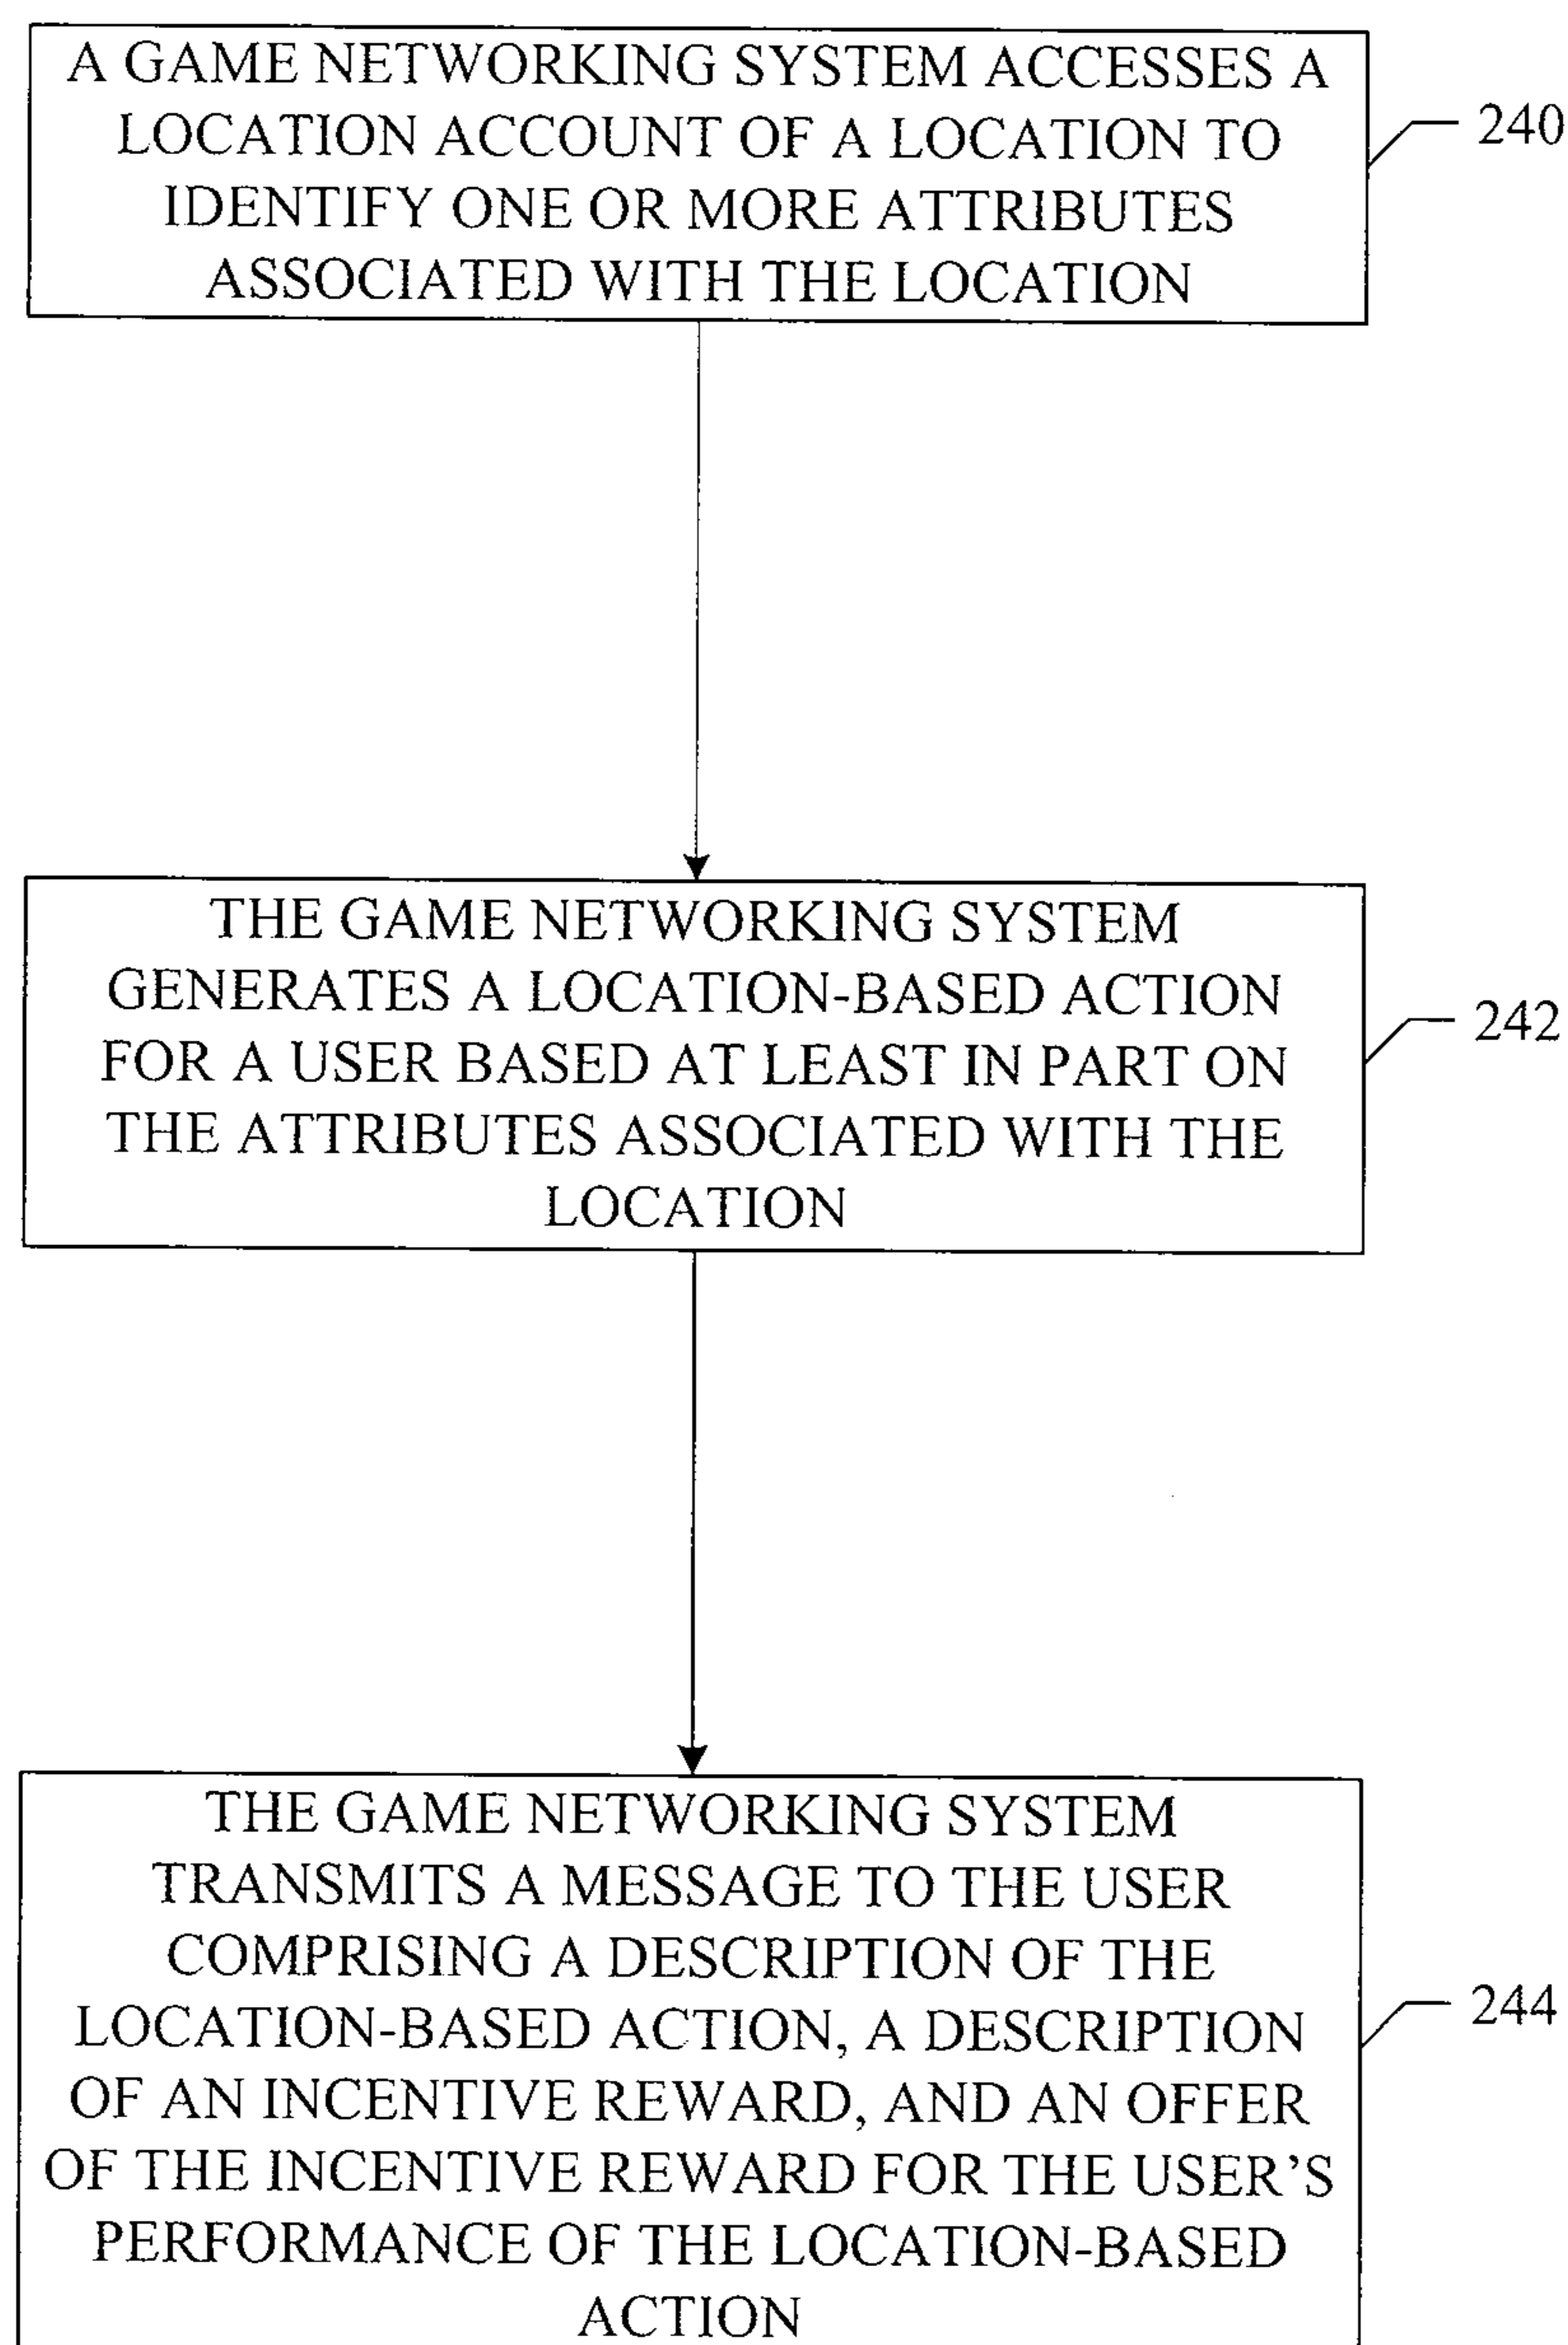 A GAME NETWORKING SYSTEM ACCESSES A
LOCATION ACCOUNT OF A LOCATION TO
IDENTIFY ONE OR MORE ATTRIBUTES
ASSOCIATED WITH THE LOCATION
240
THE GAME NETWORKING SYSTEM
GENERATES A LOCATION-BASED ACTION
FOR A USER BASED AT LEAST IN PART ON
THE ATTRIBUTES ASSOCIATED WITH THE
LOCATION
242
THE GAME NETWORKING SYSTEM
TRANSMITS A MESSAGE TO THE USER
COMPRISING A DESCRIPTION OF THE
LOCATION-BASED ACTION, A DESCRIPTION
OF AN INCENTIVE REWARD, AND AN OFFER
OF THE INCENTIVE REWARD FOR THE USER’S
PERFORMANCE OF THE LOCATION-BASED
ACTION
244